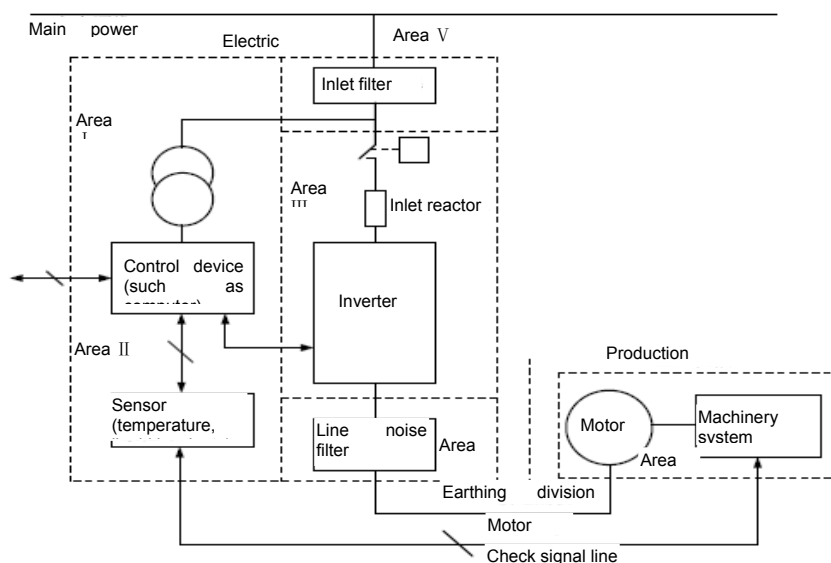 Main power
Electric
Area Ⅴ
Inlet filter
Area
Area
Inlet reactor
Control device
(such as
Inverter
Area Ⅱ
Production
Sensor
(temperature,
Line noise
filter
Area
Motor
Machinery
system
Area
Earthing division
Motor
Check signal line